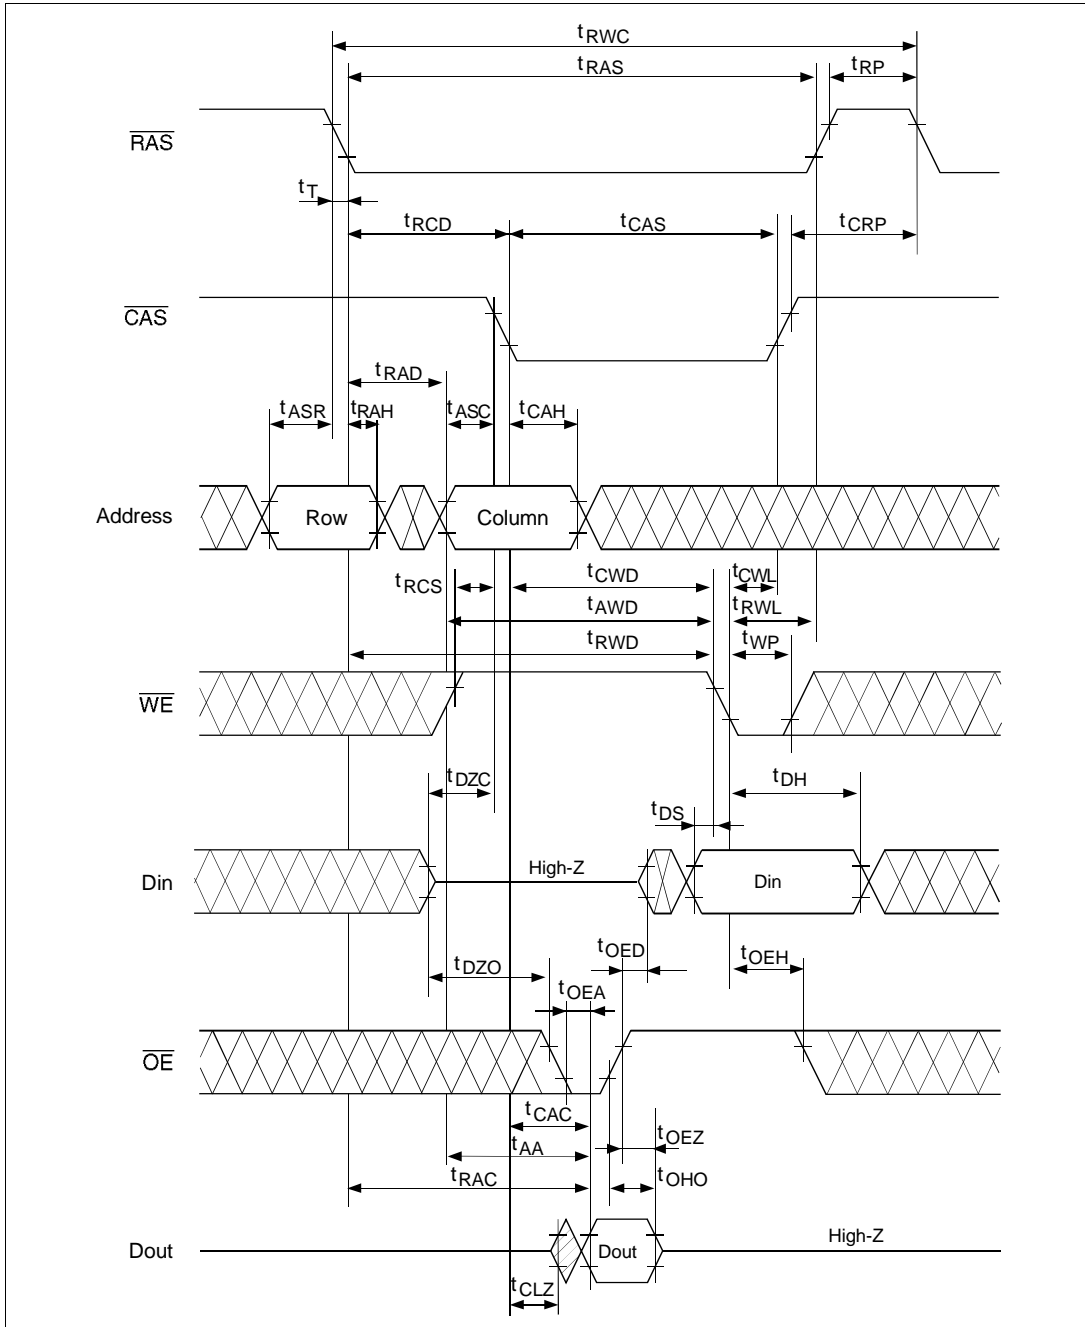 tRWC
tRAS
tRP
RAS
tT
tRCD
tCAS
tCRP
CAS
tRAD
tASR
tRAH
tASC
tCAH
Address
Row
Column
tRCS
tCWD
tCWL
tAWD
tRWL
tRWD
tWP
WE
tDZC
tDH
tDS
Din
High-Z
Din
tDZO
tOED
tOEH
tOEA
OE
tCAC
tAA
tOEZ
tRAC
tOHO
Dout
Dout
High-Z
tCLZ